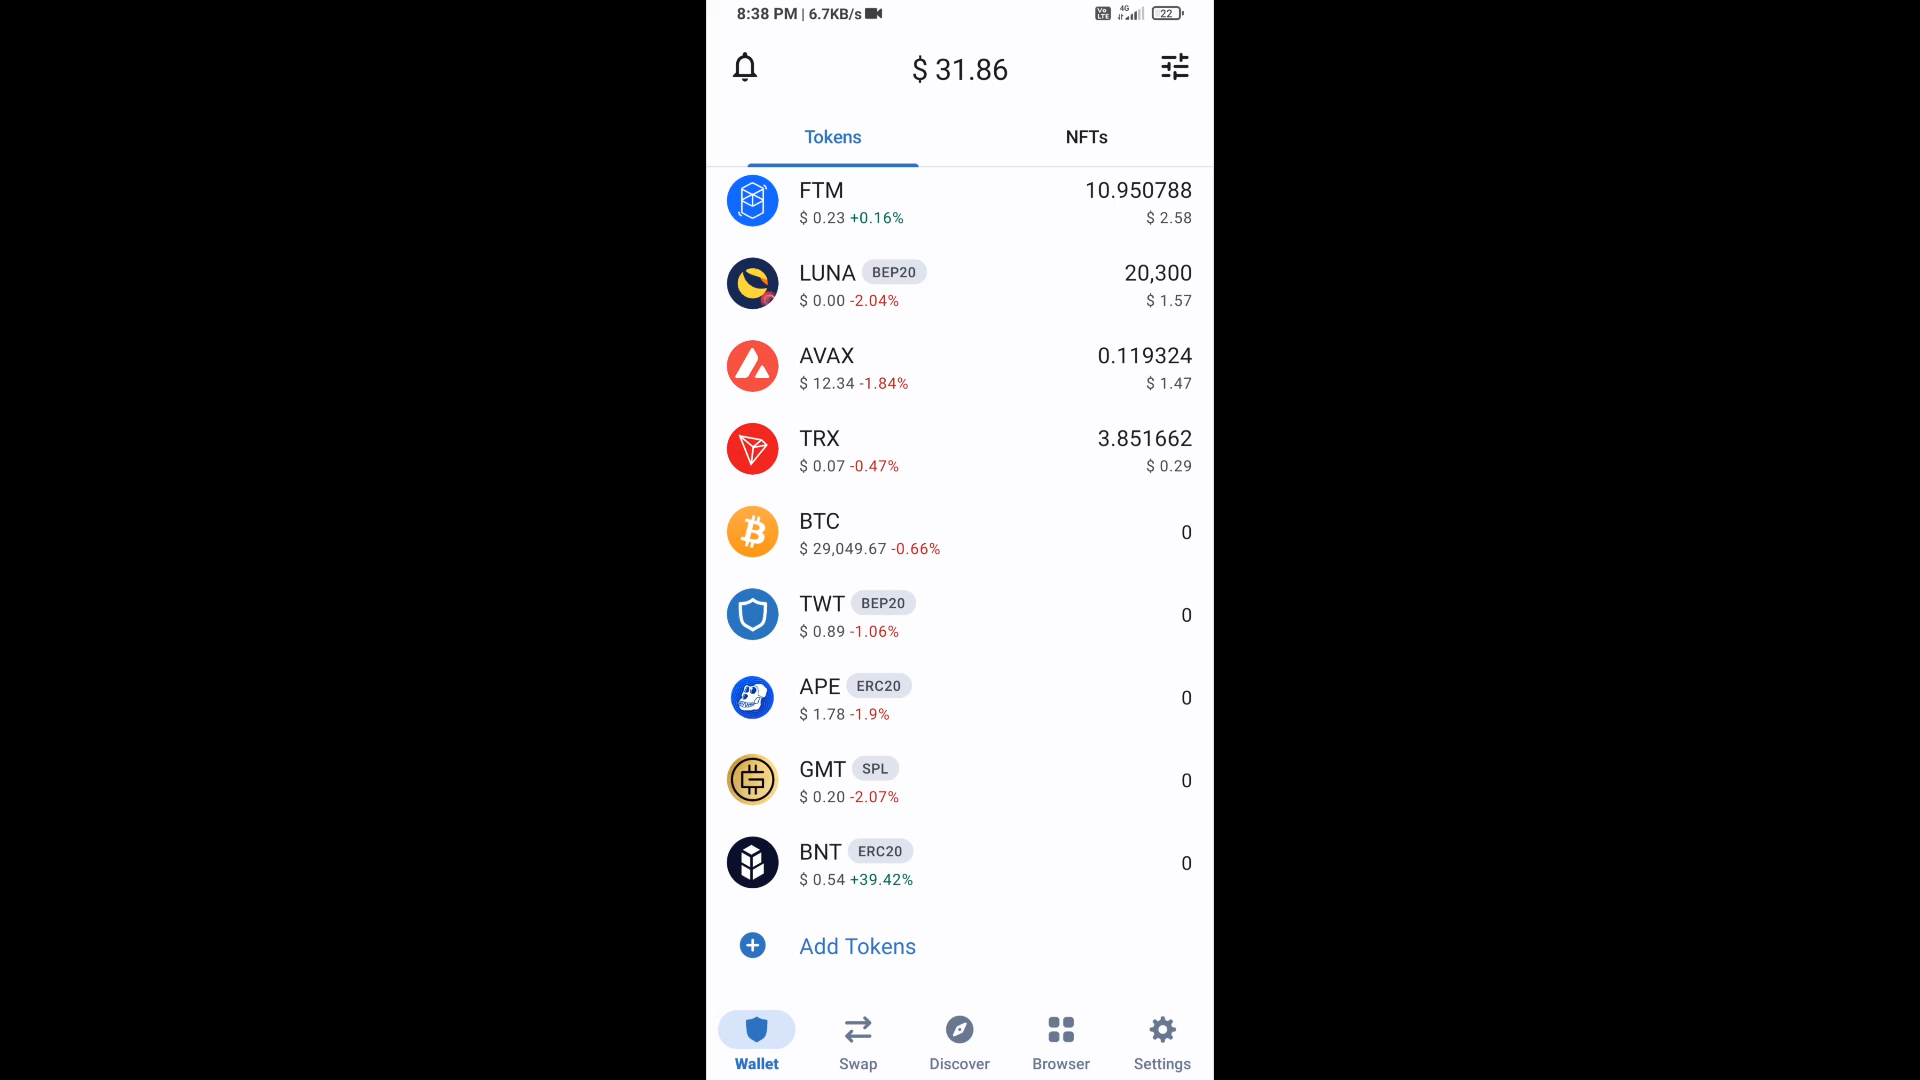 8:38 PM | 6.7KB/s
Vo LTE 4G 22
$ 31.86
Tokens NFTs
FTM 10.950788
$ 0.23 +0.16% $ 2.58
LUNA BEP20 20,300
$ 0.00 -2.04% $ 1.57
AVAX 0.119324
$ 12.34 -1.84% $ 1.47
TRX 3.851662
$ 0.07 -0.47% $ 0.29
BTC 0
$ 29,049.67 -0.66%
TWT BEP20 0
$ 0.89 -1.06%
APE ERC20 0
$ 1.78 -1.9%
GMT SPL 0
$ 0.20 -2.07%
BNT ERC20 0
$ 0.54 +39.42%
Add Tokens
Wallet Swap Discover Browser Settings